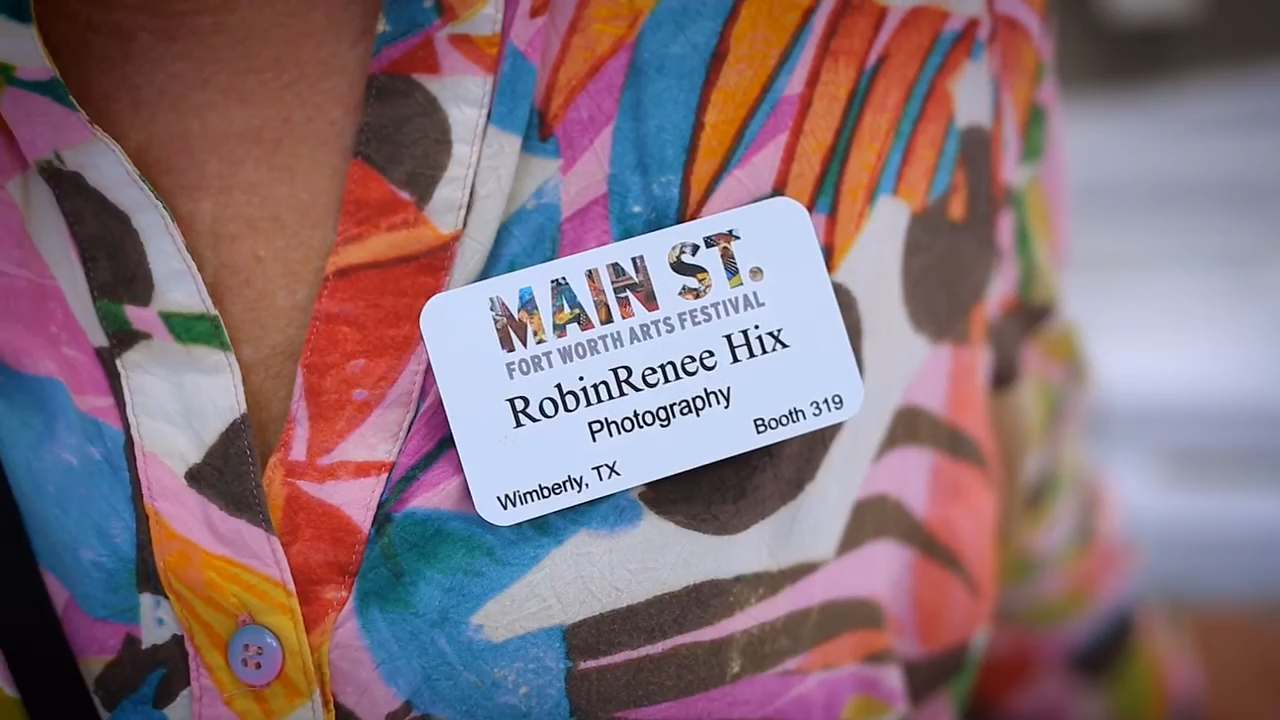 MAIN ST.
FORT WORTH ARTS FESTIVAL
RobinRenee Hix
Photography
Booth 319
Wimberly, TX